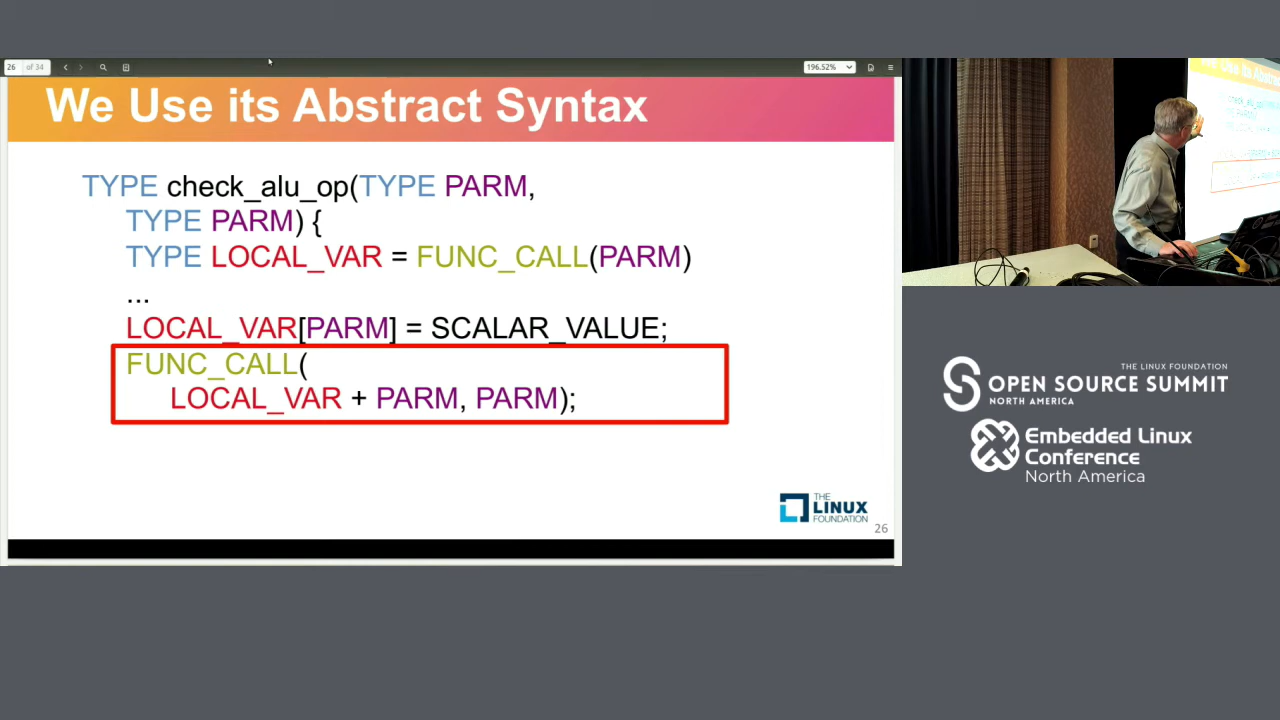 26 of 34
196.52%
We Use its Abstract Syntax
TYPE check_alu_op(TYPE PARM,
TYPE PARM) {
TYPE LOCAL_VAR = FUNC_CALL(PARM)
...
LOCAL_VAR[PARM] = SCALAR_VALUE;
FUNC_CALL(
LOCAL_VAR + PARM, PARM);
THE
LINUX
FOUNDATION
26
THE LINUX FOUNDATION
OPEN SOURCE SUMMIT
NORTH AMERICA
Embedded Linux
Conference
North America